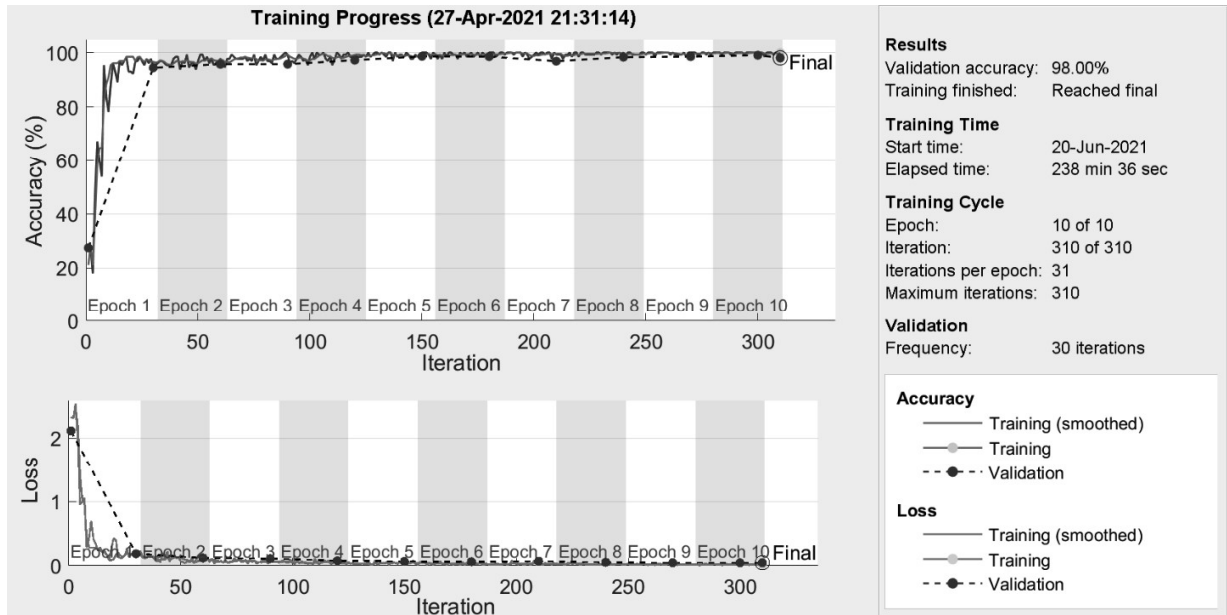 Training Progress (27-Apr-2021 21:31:14)
100
80
60
40
20
0
Accuracy (%)
Final
Epoch 1 Epoch 2 Epoch 3 Epoch 4 Epoch 5 Epoch 6 Epoch 7 Epoch 8 Epoch 9 Epoch 10
0 50 100 150 200 250 300
Iteration
2
1
0
Loss
Final
Epoch Epoch 2 Epoch 3 Epoch 4 Epoch 5 Epoch 6 Epoch 7 Epoch 8 Epoch 9 Epoch 10
0 50 100 150 200 250 300
Iteration
Results
Validation accuracy: 98.00%
Training finished: Reached final
Training Time
Start time: 20-Jun-2021
Elapsed time: 238 min 36 sec
Training Cycle
Epoch: 10 of 10
Iteration: 310 of 310
Iterations per epoch: 31
Maximum iterations: 310
Validation
Frequency: 30 iterations
Accuracy
Training (smoothed)
Training
Validation
Loss
Training (smoothed)
Training
Validation